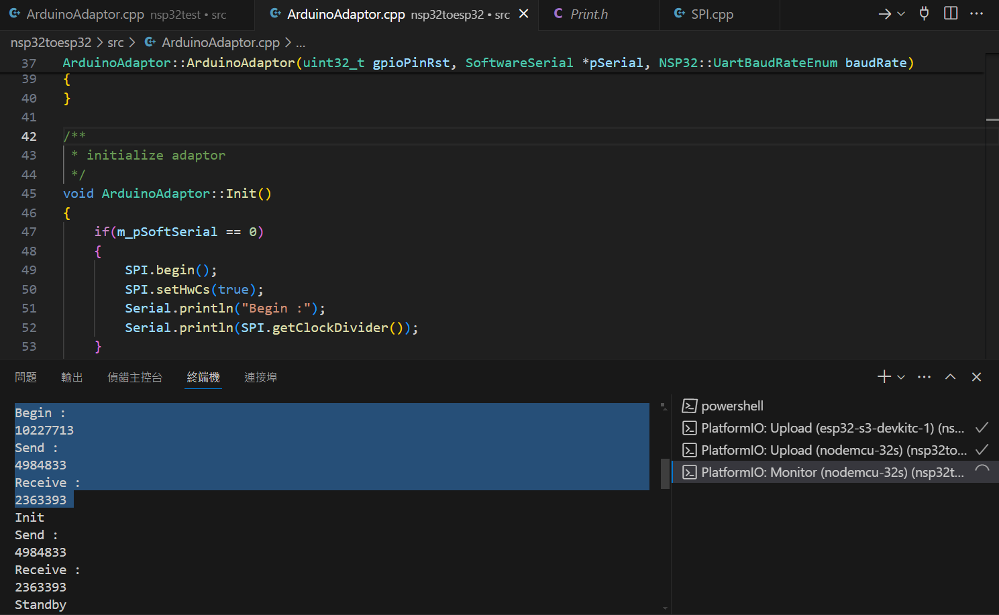 ArduinoAdaptor.cpp nsp32test • src
ArduinoAdaptor.cpp nsp32toesp32 • src
C Print.h
SPI.cpp
nsp32toesp32 > src > ArduinoAdaptor.cpp > ...
37 ArduinoAdaptor::ArduinoAdaptor(uint32_t gpioPinRst, SoftwareSerial *pSerial, NSP32::UartBaudRateEnum baudRate)
39 {
40 }
41
42 /**
43 * initialize adaptor
44 */
45 void ArduinoAdaptor::Init()
46 {
47 if(m_pSoftSerial == 0)
48 {
49 SPI.begin();
50 SPI.setHwCs(true);
51 Serial.println("Begin :");
52 Serial.println(SPI.getClockDivider());
53 }
問題 輸出 偵錯主控台 終端機 連接埠
Begin :
10227713
Send :
4984833
Receive :
2363393
Init
Send :
4984833
Receive :
2363393
Standby
powershell
PlatformIO: Upload (esp32-s3-devkitc-1) (ns...
PlatformIO: Upload (nodemcu-32s) (nsp32to...
PlatformIO: Monitor (nodemcu-32s) (nsp32t...